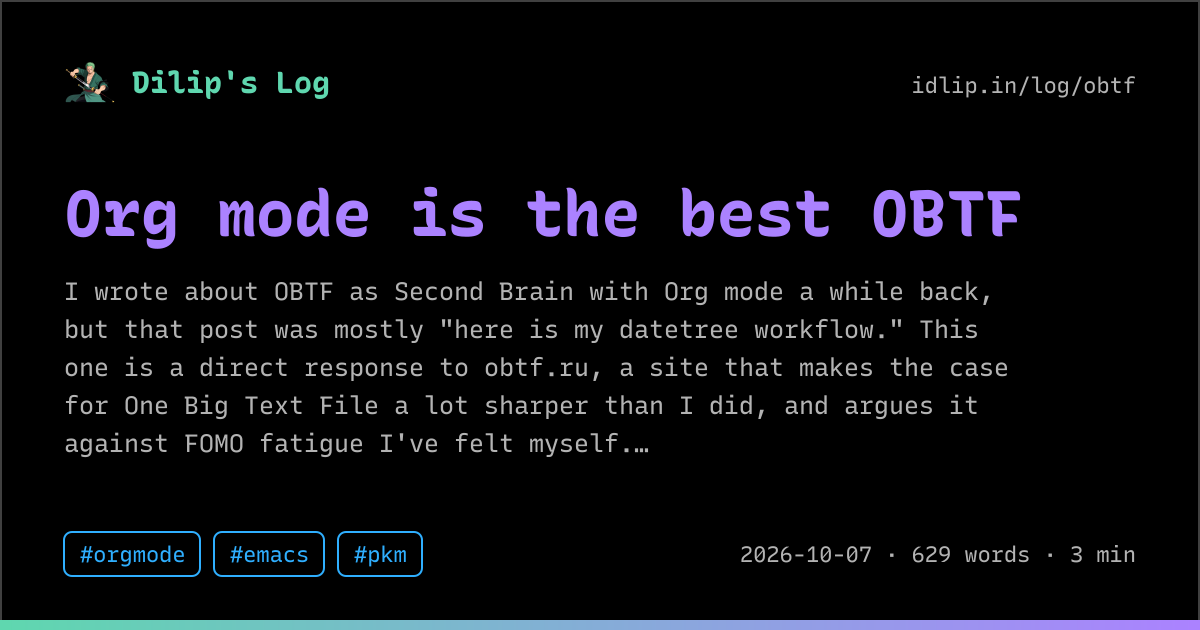 Dilip's Log
idlip.in/log/obtf
Org mode is the best OBTF
I wrote about OBTF as Second Brain with Org mode a while back,
but that post was mostly "here is my datetree workflow." This
one is a direct response to obtf.ru, a site that makes the case
for One Big Text File a lot sharper than I did, and argues it
against FOMO fatigue I've felt myself.…
#orgmode #emacs #pkm
2026-10-07 · 629 words · 3 min